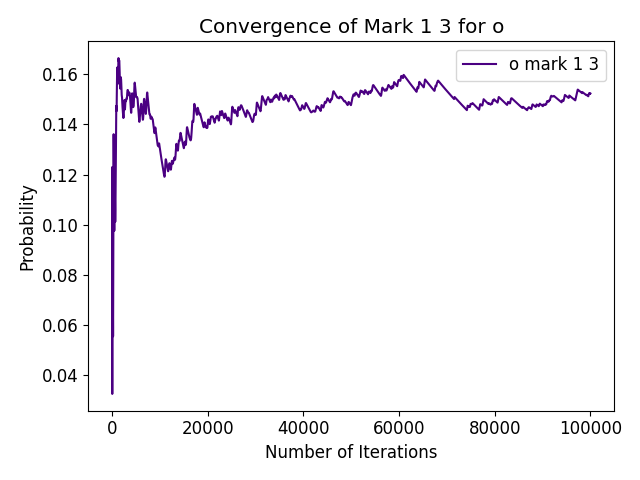 Convergence of Mark 1 3 for o
o mark 1 3
Probability
0.16
0.14
0.12
0.10
0.08
0.06
0.04
0 20000 40000 60000 80000 100000
Number of Iterations